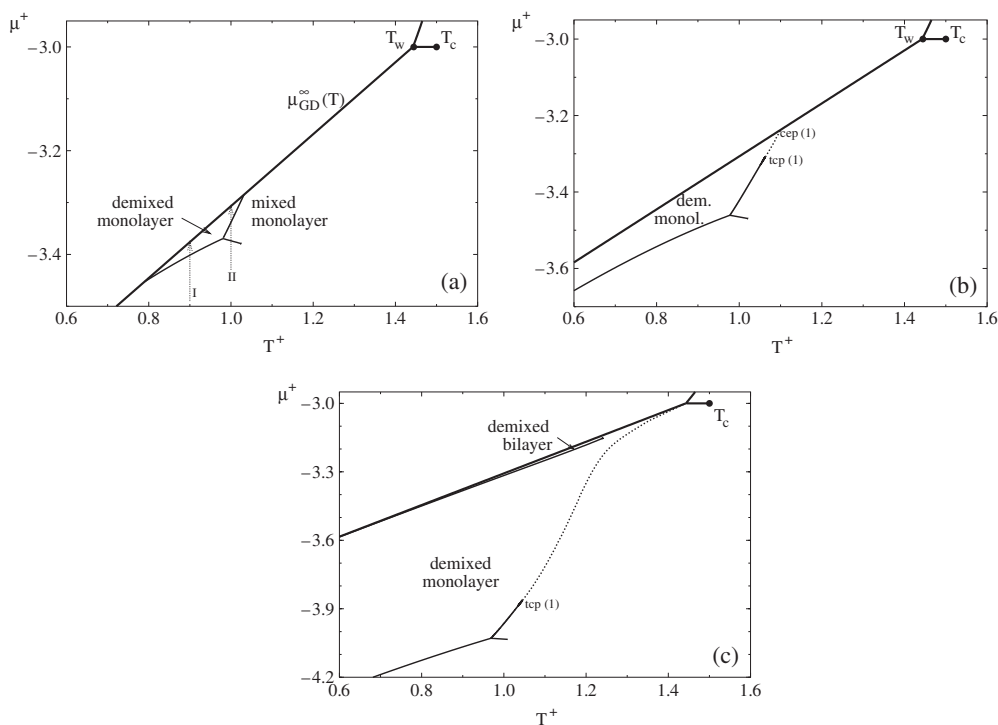 μ⁺
−3.0
−3.2
−3.4
T_w
T_c
μ^∞_GD(T)
demixed
monolayer
mixed
monolayer
I
II
(a)
0.6 0.8 1.0 1.2 1.4 1.6
T⁺
μ⁺
−3.0
−3.2
−3.4
−3.6
T_w
T_c
cep (1)
tcp (1)
dem.
monol.
(b)
0.6 0.8 1.0 1.2 1.4 1.6
T⁺
μ⁺
−3.0
−3.3
−3.6
−3.9
−4.2
T_c
demixed
bilayer
demixed
monolayer
tcp (1)
(c)
0.6 0.8 1.0 1.2 1.4 1.6
T⁺